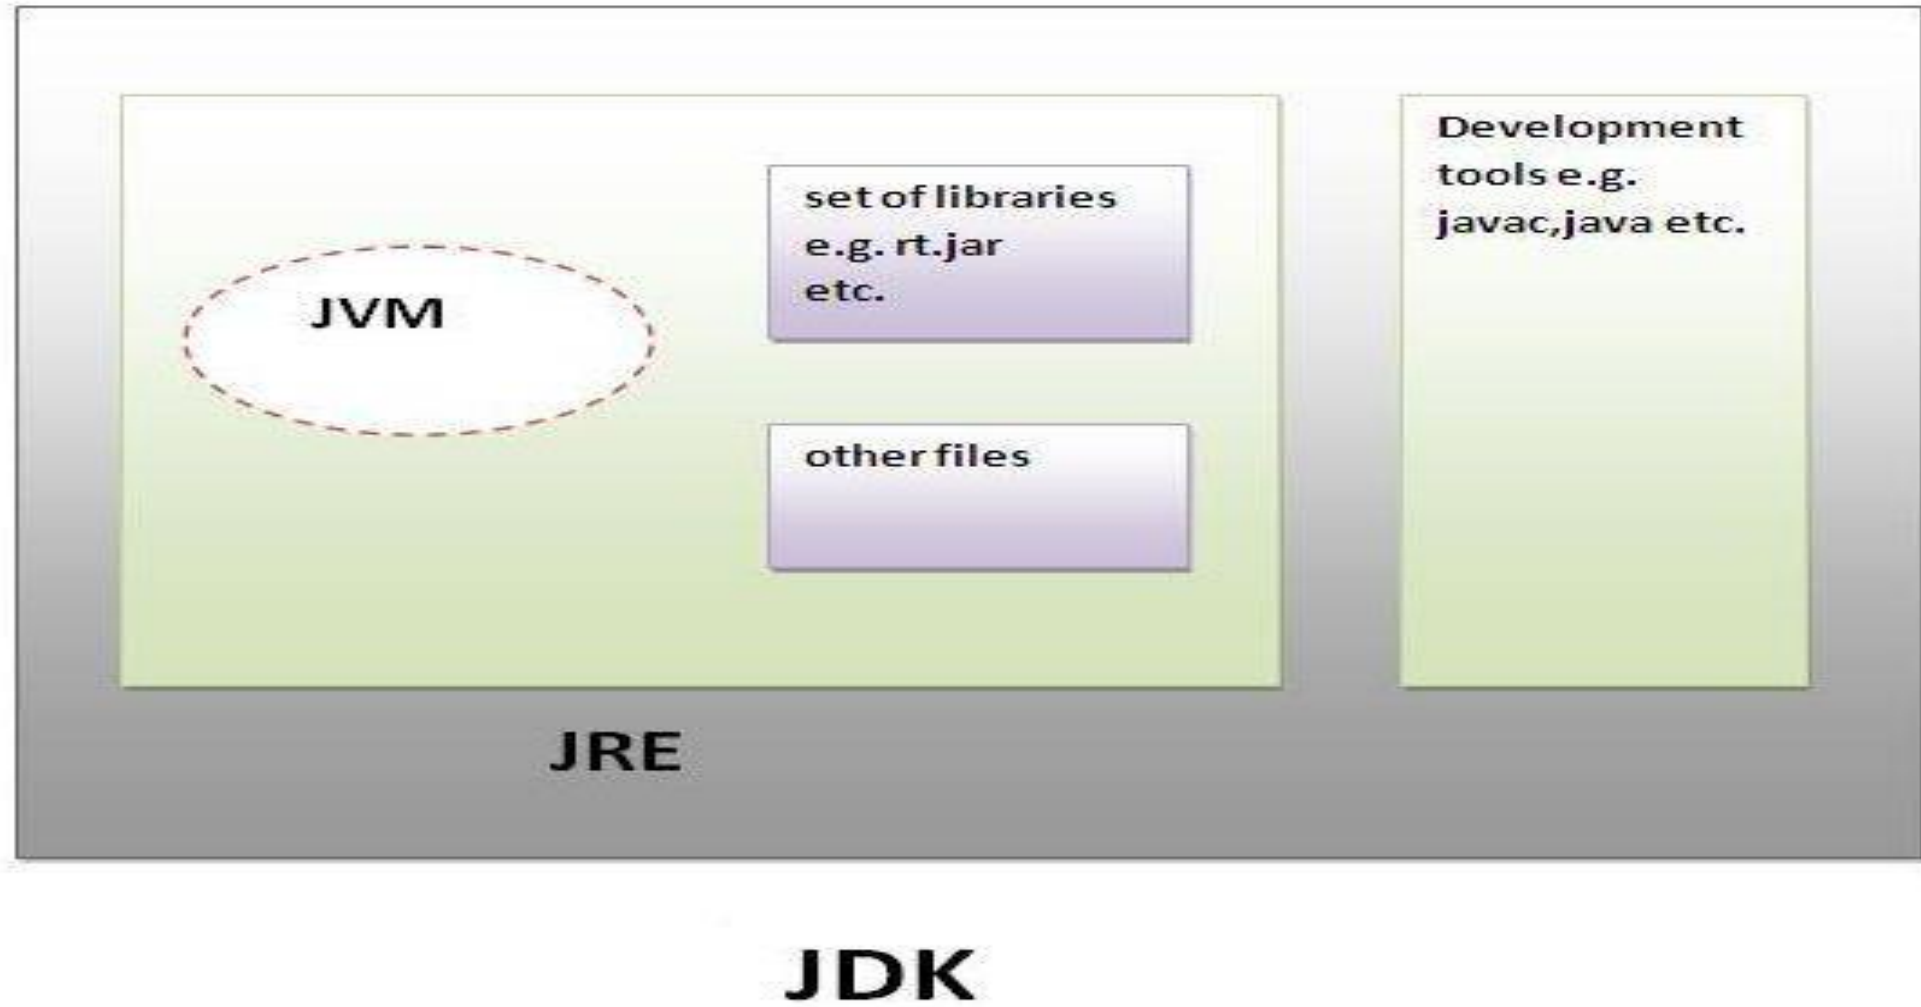 JVM
set of libraries
e.g. rt.jar
etc.
other files
Development
tools e.g.
javac,java etc.
JRE
JDK